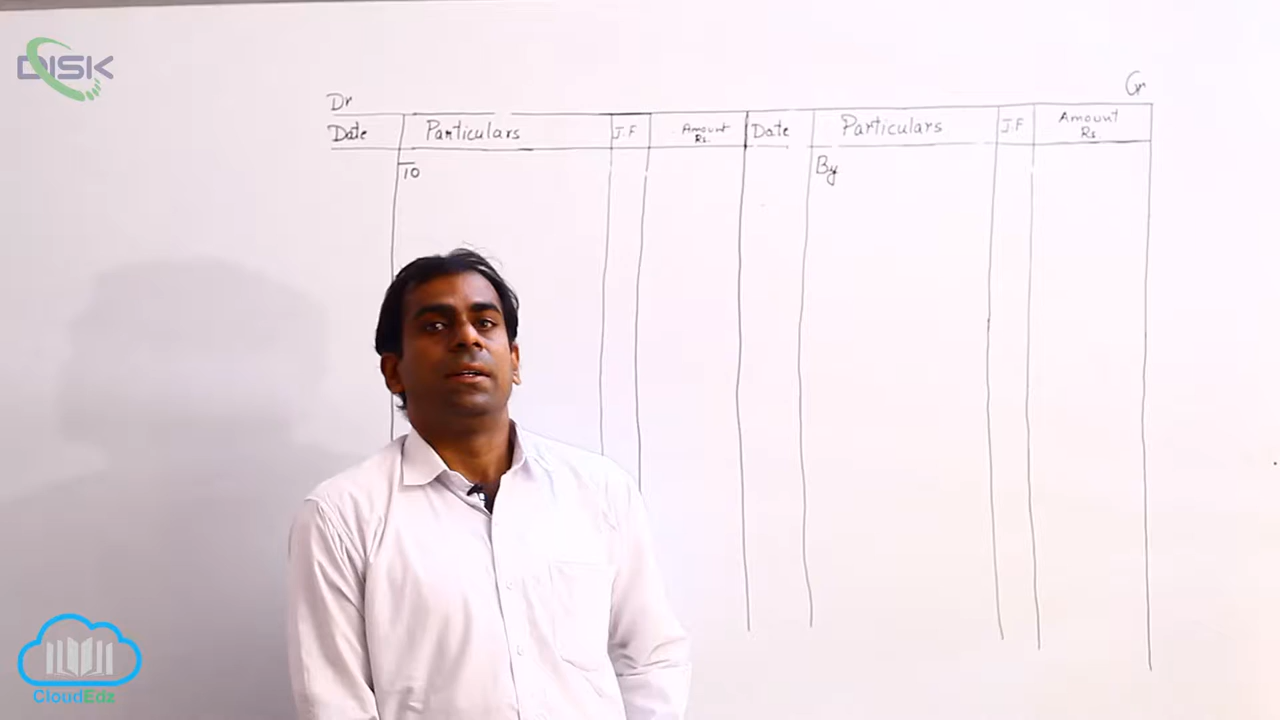 DISK
Dr
Cr
Date Particulars J.F Amount Rs. Date Particulars J.F Amount Rs.
To By
CloudEdz